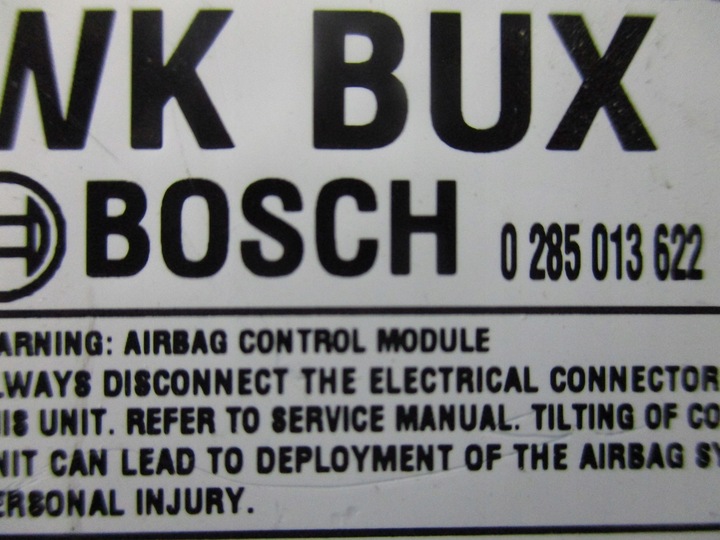 WK BUX
BOSCH 0 285 013 622
ARNING: AIRBAG CONTROL MODULE
LWAYS DISCONNECT THE ELECTRICAL CONNECTOR
IS UNIT. REFER TO SERVICE MANUAL. TILTING OF CO
NIT CAN LEAD TO DEPLOYMENT OF THE AIRBAG SY
ERSONAL INJURY.